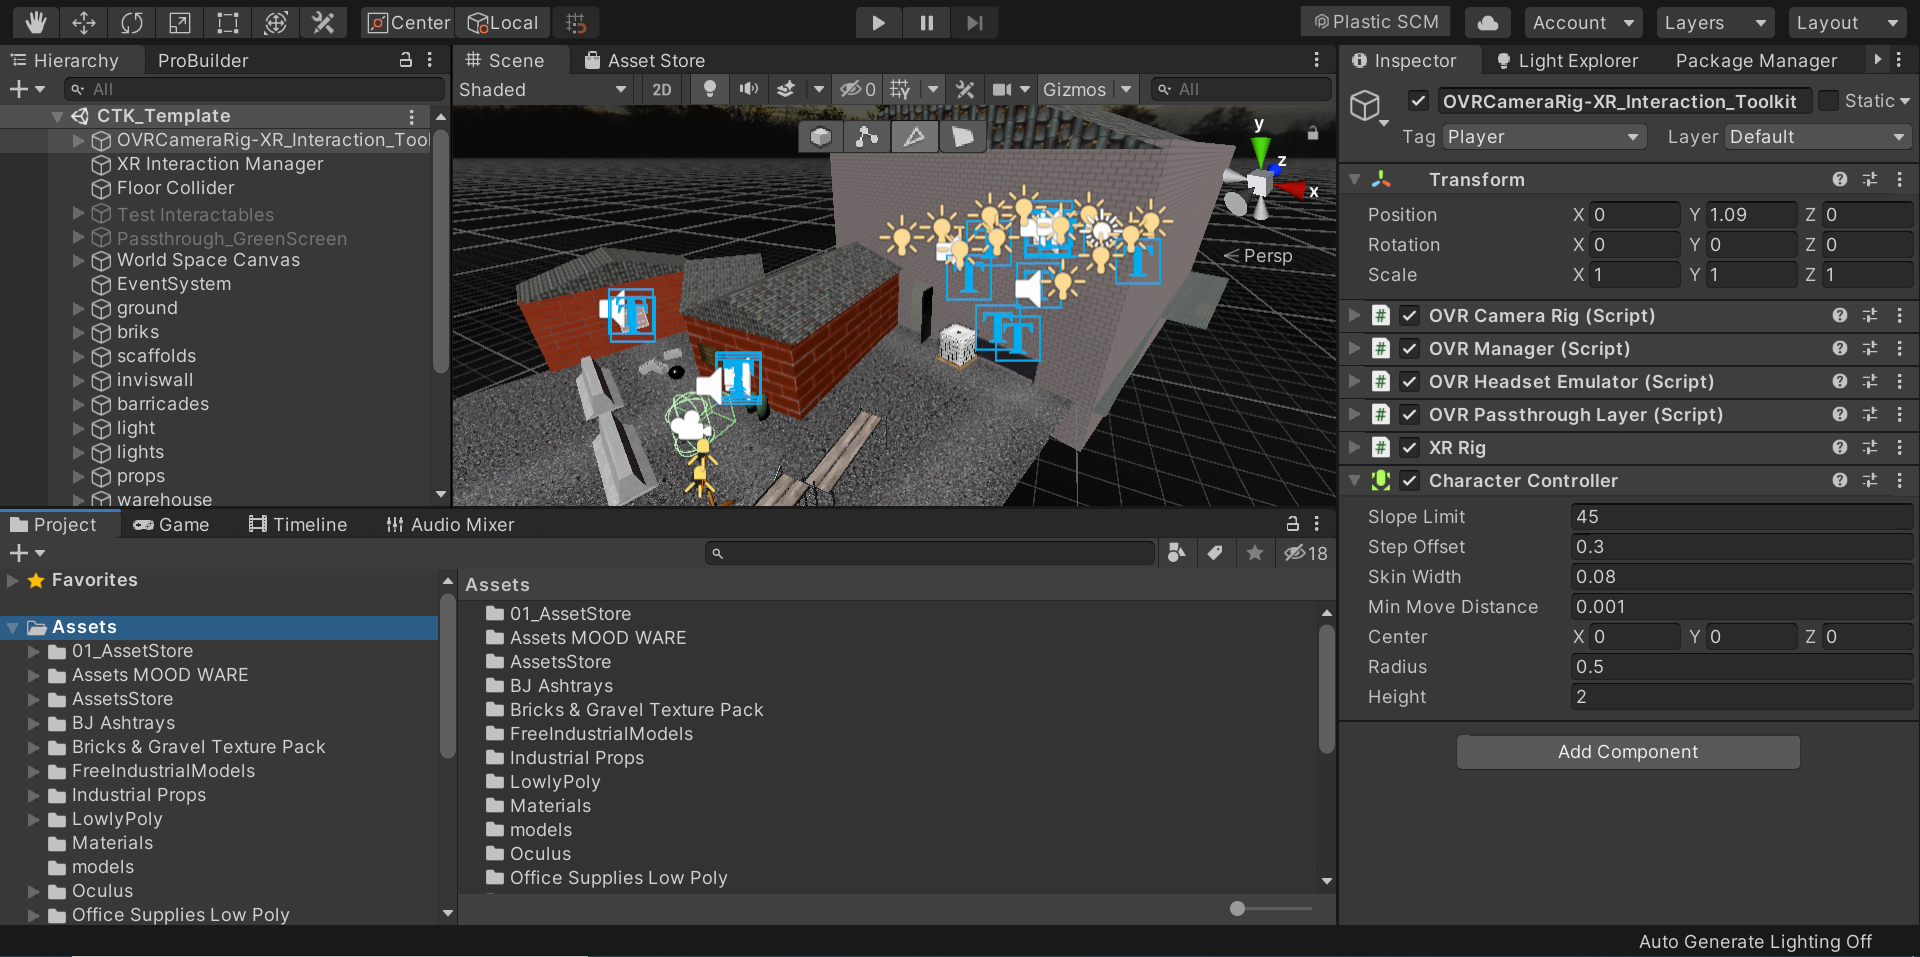 Center
Local
Plastic SCM
Account
Layers
Layout
Hierarchy
ProBuilder
All
CTK_Template
OVRCameraRig-XR_Interaction_Tool
XR Interaction Manager
Floor Collider
Test Interactables
Passthrough_GreenScreen
World Space Canvas
EventSystem
ground
briks
scaffolds
inviswall
barricades
light
lights
props
warehouse
Scene
Asset Store
Shaded
2D
0
Gizmos
All
y
z
x
Persp
T
T
T
T
T
T
Inspector
Light Explorer
Package Manager
OVRCameraRig-XR_Interaction_Toolkit
Static
Tag Player
Layer Default
Transform
Position X 0 Y 1.09 Z 0
Rotation X 0 Y 0 Z 0
Scale X 1 Y 1 Z 1
# OVR Camera Rig (Script)
# OVR Manager (Script)
# OVR Headset Emulator (Script)
# OVR Passthrough Layer (Script)
# XR Rig
Character Controller
Slope Limit 45
Step Offset 0.3
Skin Width 0.08
Min Move Distance 0.001
Center X 0 Y 0 Z 0
Radius 0.5
Height 2
Add Component
Project
Game
Timeline
Audio Mixer
18
Favorites
Assets
01_AssetStore
Assets MOOD WARE
AssetsStore
BJ Ashtrays
Bricks & Gravel Texture Pack
FreeIndustrialModels
Industrial Props
LowlyPoly
Materials
models
Oculus
Office Supplies Low Poly
Assets
01_AssetStore
Assets MOOD WARE
AssetsStore
BJ Ashtrays
Bricks & Gravel Texture Pack
FreeIndustrialModels
Industrial Props
LowlyPoly
Materials
models
Oculus
Office Supplies Low Poly
Auto Generate Lighting Off